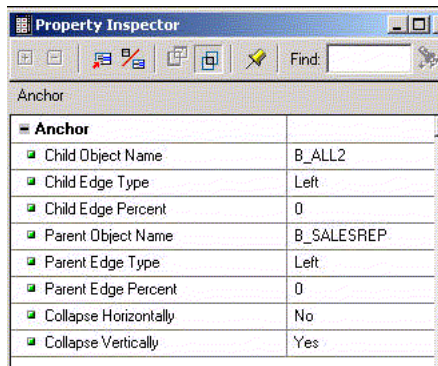 Property Inspector
Find:
Anchor
Anchor
Child Object Name B_ALL2
Child Edge Type Left
Child Edge Percent 0
Parent Object Name B_SALESREP
Parent Edge Type Left
Parent Edge Percent 0
Collapse Horizontally No
Collapse Vertically Yes